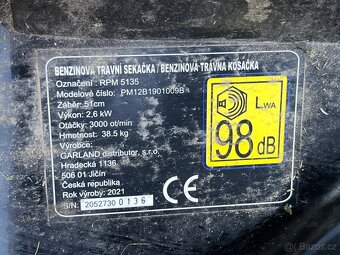 BENZINOVÁ TRAVNÍ SEKAČKA / BENZINOVÁ TRÁVNA KOSAČKA
Označení : RPM 5135
Modelové číslo: PM12B1901009B
Záběr: 51cm
Výkon: 2,6 kW
Otáčky: 3000 ot/min
Hmotnost: 38.5 kg
Výrobce:
GARLAND distributor, s.r.o.
Hradecká 1136
506 01 Jičín
Česká republika
Rok výroby: 2021
S/N: 2052730 0136
CE
LWA
98 dB
bazos.cz